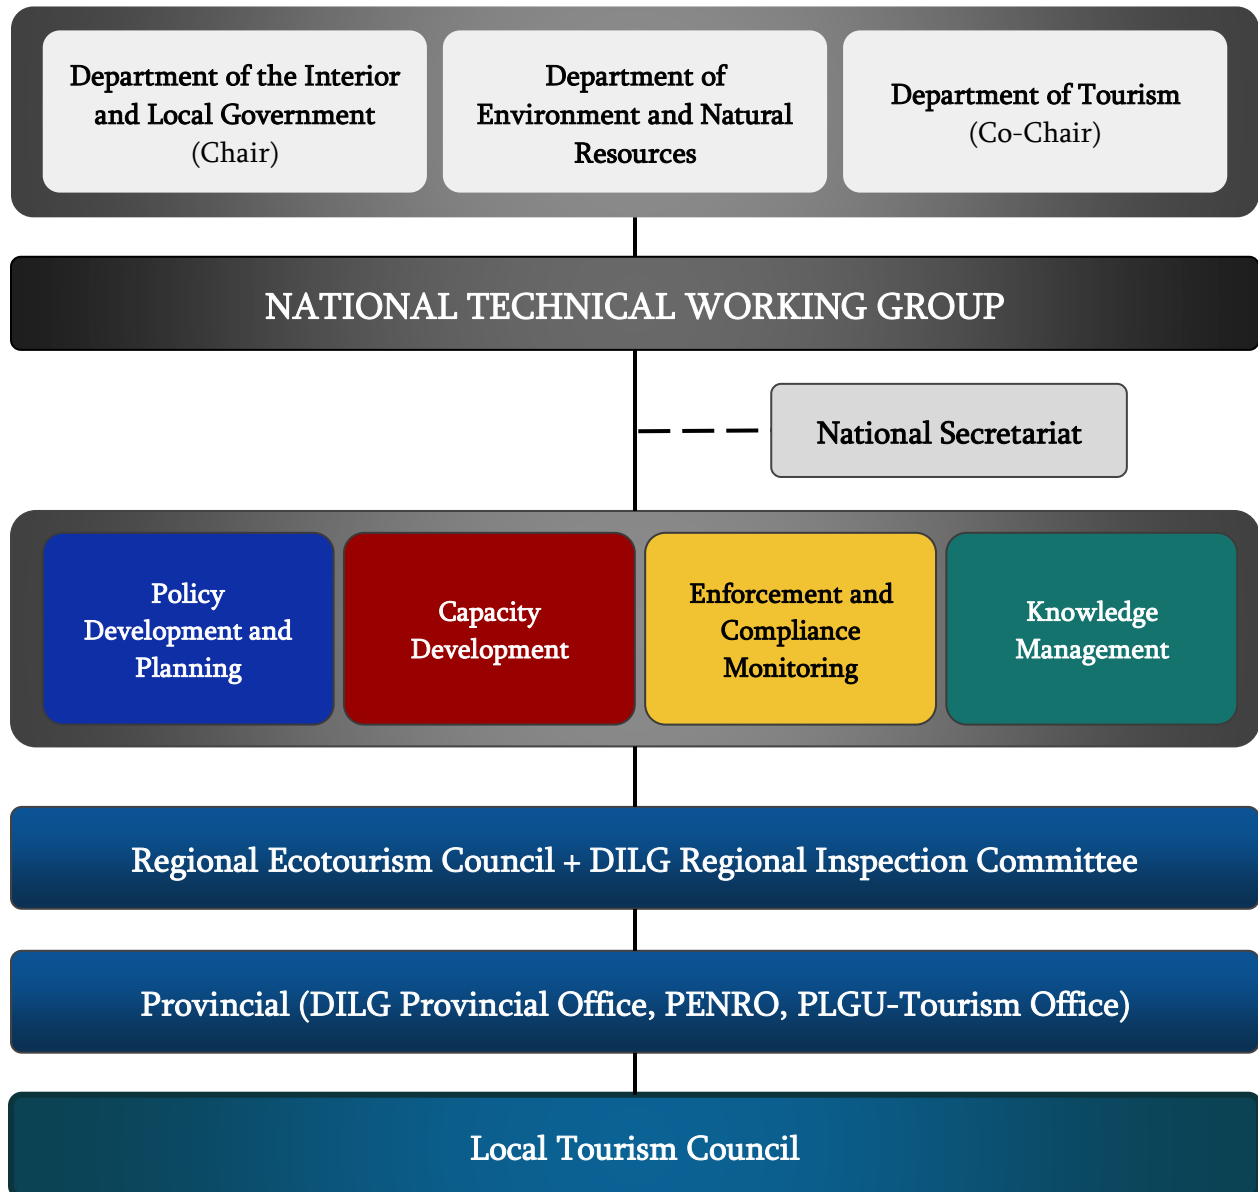 Department of the Interior
and Local Government
(Chair)
Department of
Environment and Natural
Resources
Department of Tourism
(Co-Chair)
NATIONAL TECHNICAL WORKING GROUP
National Secretariat
Policy
Development and
Planning
Capacity
Development
Enforcement and
Compliance
Monitoring
Knowledge
Management
Regional Ecotourism Council + DILG Regional Inspection Committee
Provincial (DILG Provincial Office, PENRO, PLGU-Tourism Office)
Local Tourism Council